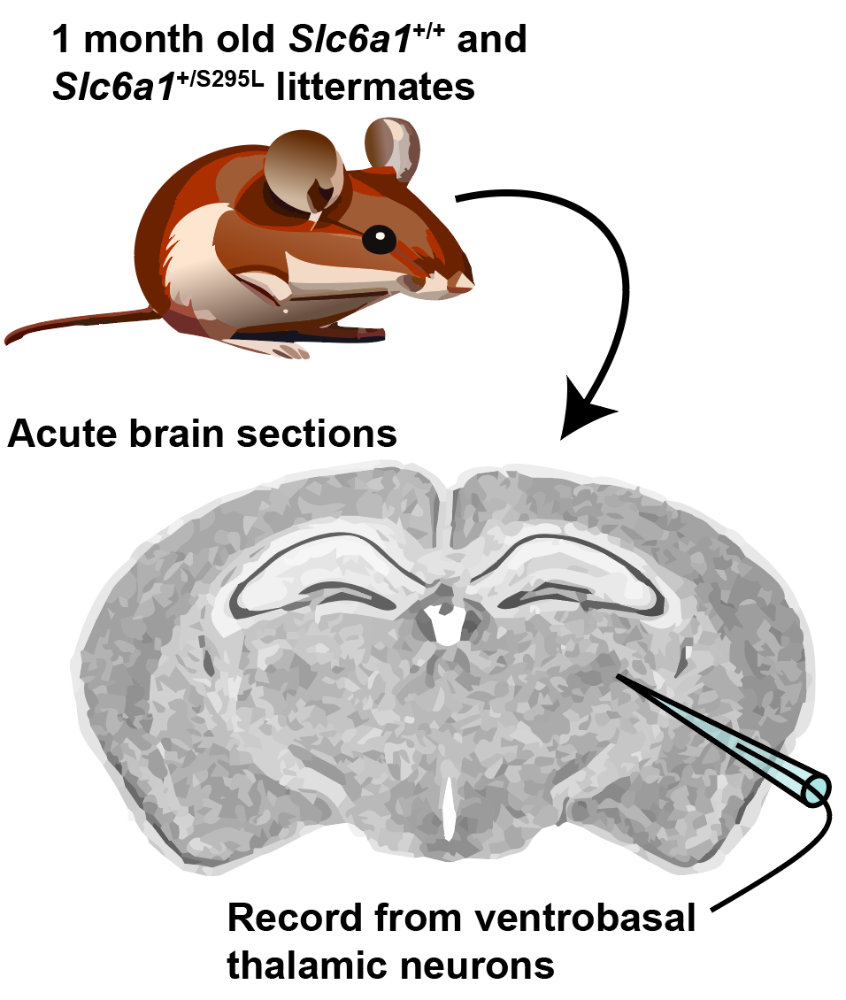 1 month old Slc6a1+/+ and
Slc6a1+/S295L littermates
Acute brain sections
Record from ventrobasal
thalamic neurons